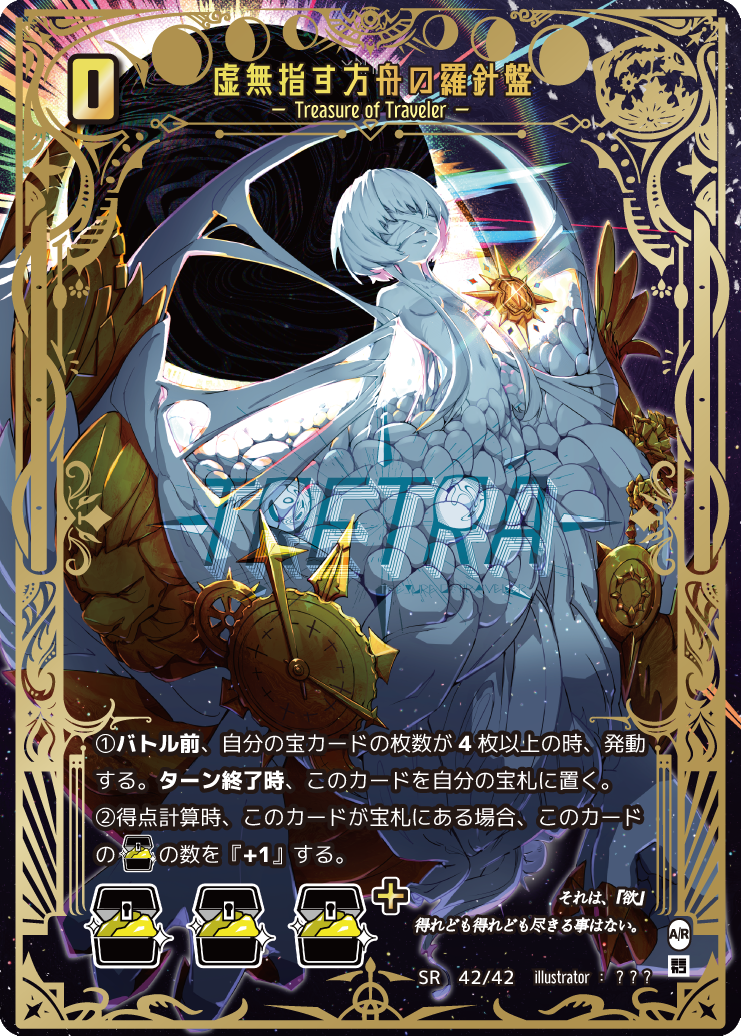 1
虚無指す方舟の羅針盤
– Treasure of Traveler –
TRETRA
①バトル前、自分の宝カードの枚数が4枚以上の時、発動
する。ターン終了時、このカードを自分の宝札に置く。
②得点計算時、このカードが宝札にある場合、このカード
の の数を『+1』する。
+
それは、『欲』
得れども得れども尽きる事はない。
A/R
SR 42/42 illustrator : ???